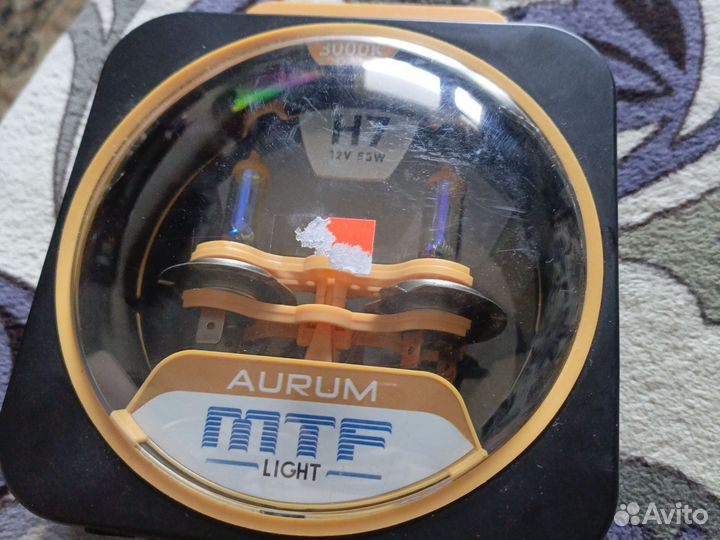 3000K
H7
12V 55W
AURUM
MTF
LIGHT
Avito